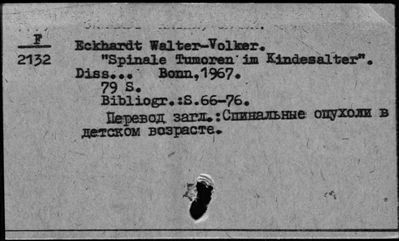 F
2132
Eckhardt Walter-Volker.
"Spinale Tumoren im Kindesalter".
Diss... Bonn,1967.
79 S.
Bibliogr.:S.66-76.
Перевод загл.:Спинальные опухоли в
детском возрасте.